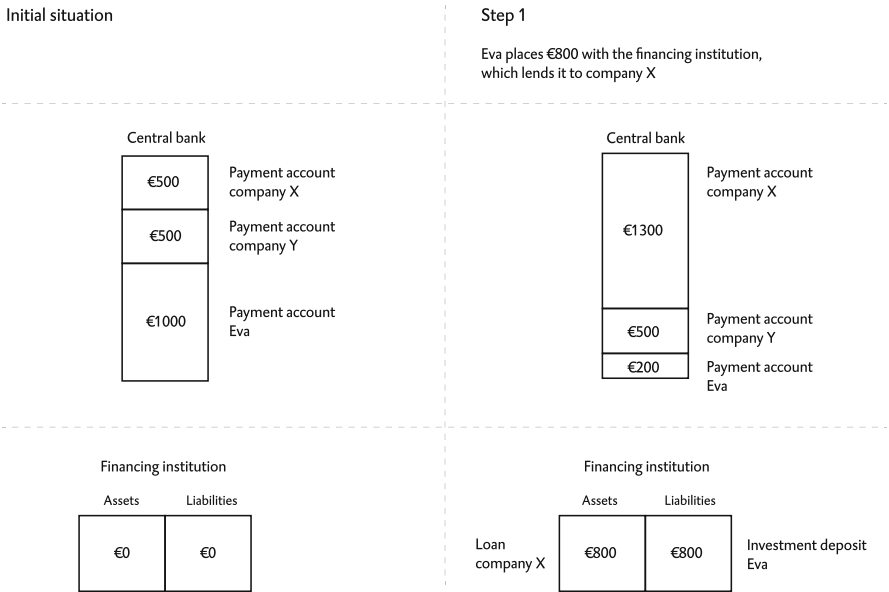 Initial situation
Step 1
Eva places €800 with the financing institution,
which lends it to company X
Central bank
€500
Payment account
company X
€500
Payment account
company Y
€1000
Payment account
Eva
Central bank
€1300
Payment account
company X
€500
Payment account
company Y
€200
Payment account
Eva
Financing institution
Assets
Liabilities
€0
€0
Financing institution
Assets
Liabilities
Loan
company X
€800
€800
Investment deposit
Eva